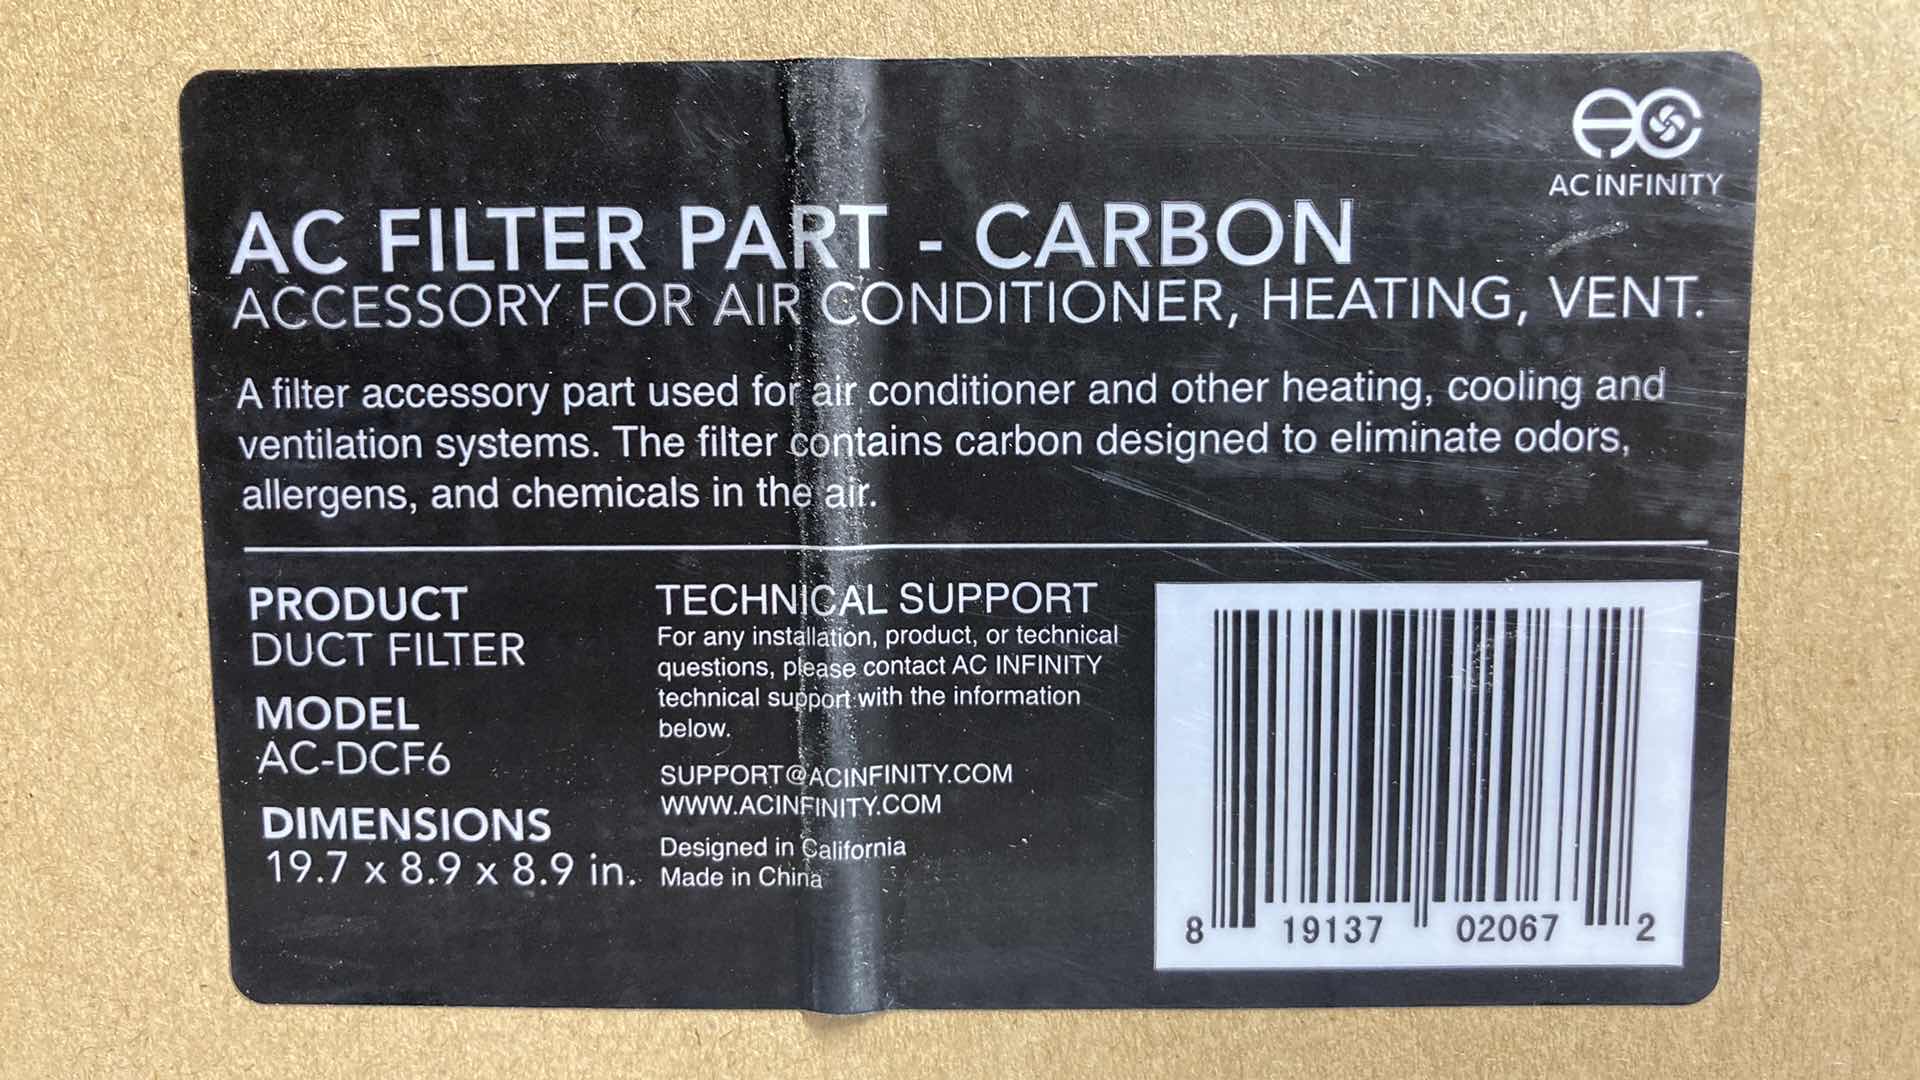 AC INFINITY
AC FILTER PART - CARBON
ACCESSORY FOR AIR CONDITIONER, HEATING, VENT.
A filter accessory part used for air conditioner and other heating, cooling and
ventilation systems. The filter contains carbon designed to eliminate odors,
allergens, and chemicals in the air.
PRODUCT
DUCT FILTER
MODEL
AC-DCF6
DIMENSIONS
19.7 x 8.9 x 8.9 in.
TECHNICAL SUPPORT
For any installation, product, or technical
questions, please contact AC INFINITY
technical support with the information
below.
SUPPORT@ACINFINITY.COM
WWW.ACINFINITY.COM
Designed in California
Made in China
8 19137 02067 2